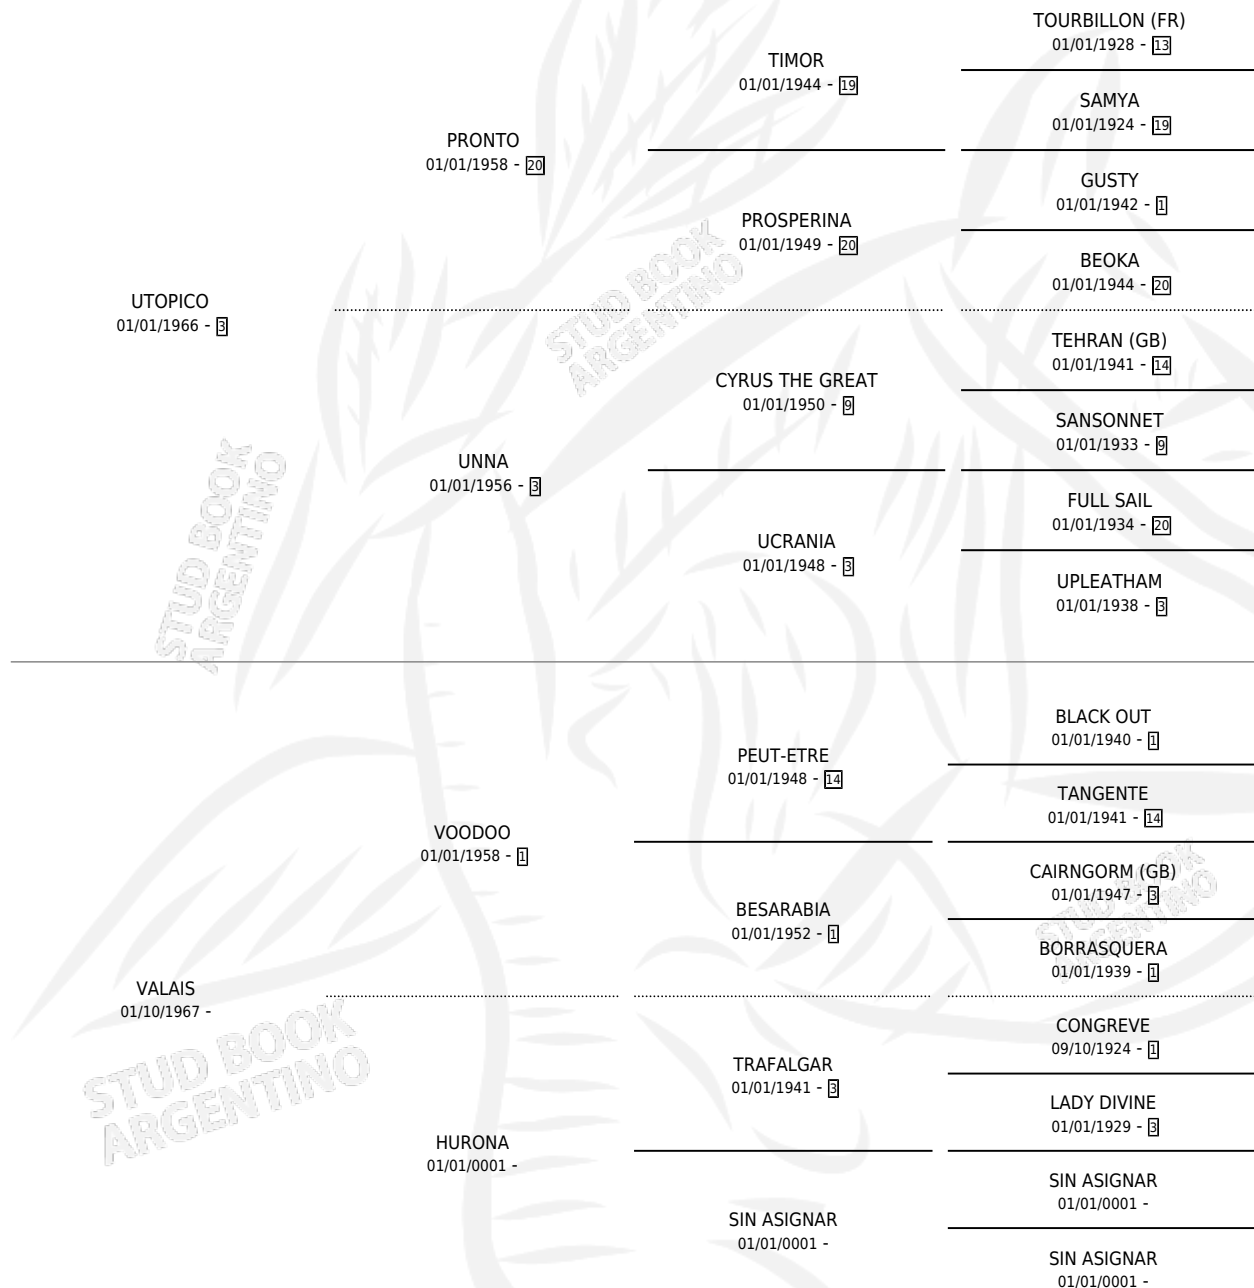 TOURBILLON (FR)
01/01/1928 - 13
TIMOR
01/01/1944 - 19
SAMYA
01/01/1924 - 19
PRONTO
01/01/1958 - 20
GUSTY
01/01/1942 - 1
PROSPERINA
01/01/1949 - 20
BEOKA
01/01/1944 - 20
UTOPICO
01/01/1966 - 3
TEHRAN (GB)
01/01/1941 - 14
CYRUS THE GREAT
01/01/1950 - 9
SANSONNET
01/01/1933 - 9
UNNA
01/01/1956 - 3
FULL SAIL
01/01/1934 - 20
UCRANIA
01/01/1948 - 3
UPLEATHAM
01/01/1938 - 3
BLACK OUT
01/01/1940 - 1
PEUT-ETRE
01/01/1948 - 14
TANGENTE
01/01/1941 - 14
VOODOO
01/01/1958 - 1
CAIRNGORM (GB)
01/01/1947 - 3
BESARABIA
01/01/1952 - 1
BORRASQUERA
01/01/1939 - 1
VALAIS
01/10/1967 -
CONGREVE
09/10/1924 - 1
TRAFALGAR
01/01/1941 - 3
LADY DIVINE
01/01/1929 - 3
HURONA
01/01/0001 -
SIN ASIGNAR
01/01/0001 -
SIN ASIGNAR
01/01/0001 -
SIN ASIGNAR
01/01/0001 -
STUD BOOK
ARGENTINO
STUD BOOK
ARGENTINO
STUD BOOK
ARGENTINO
STUD BOOK
ARGENTINO